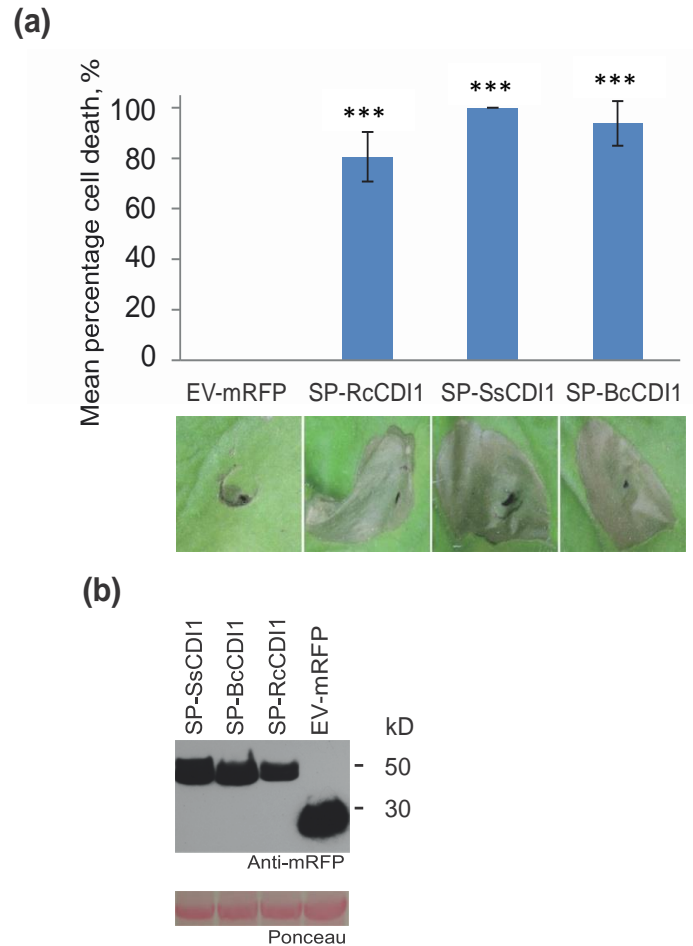 (a)
Mean percentage cell death, %
***
***
***
100
80
60
40
20
0
EV-mRFP SP-RcCDI1 SP-SsCDI1 SP-BcCDI1
(b)
SP-SsCDI1
SP-BcCDI1
SP-RcCDI1
EV-mRFP
kD
- 50
- 30
Anti-mRFP
Ponceau